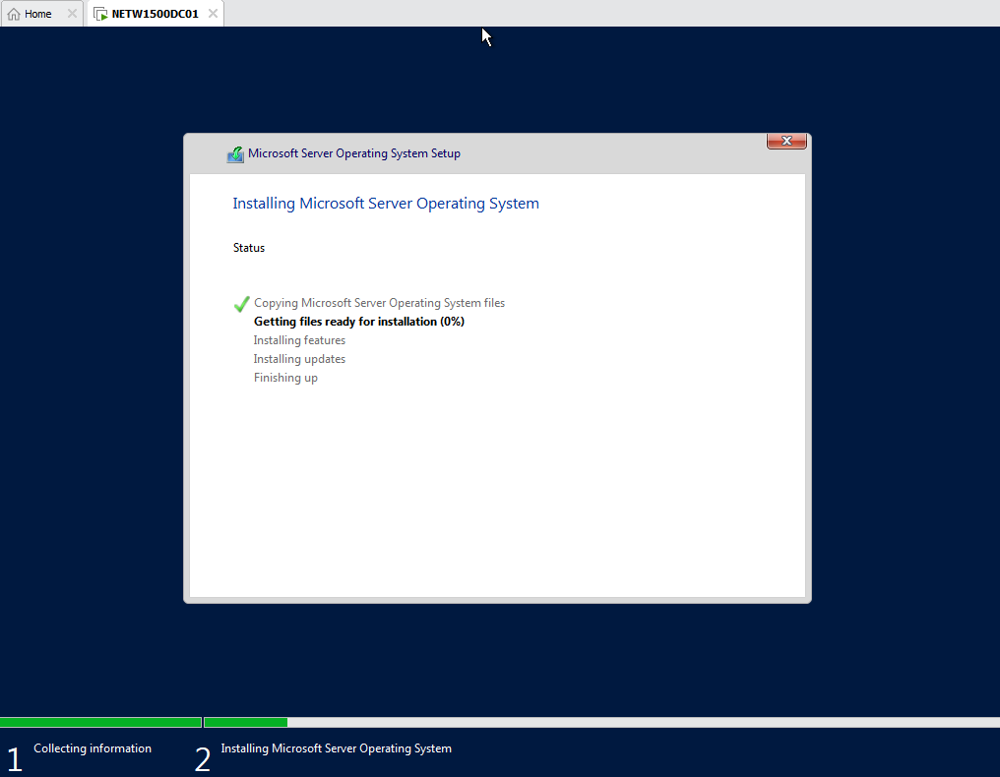 Home
NETW1500DC01
Microsoft Server Operating System Setup
Installing Microsoft Server Operating System
Status
Copying Microsoft Server Operating System files
Getting files ready for installation (0%)
Installing features
Installing updates
Finishing up
1 Collecting information
2 Installing Microsoft Server Operating System